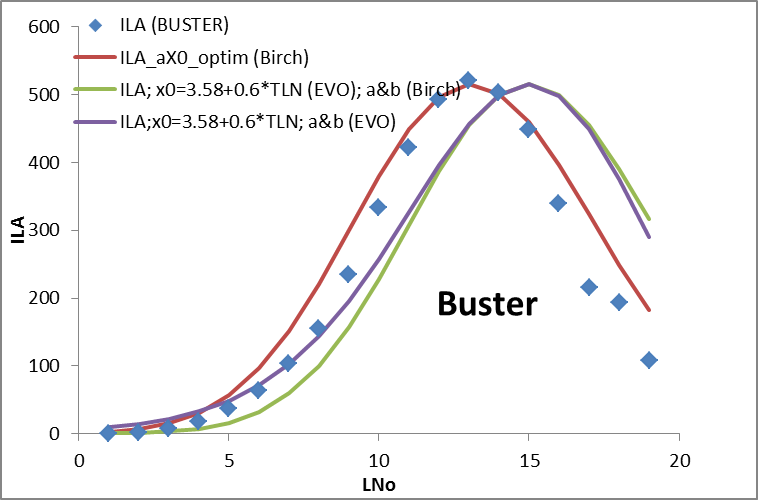 600
500
400
300
200
100
0
ILA
ILA (BUSTER)
ILA_aX0_optim (Birch)
ILA; x0=3.58+0.6*TLN (EVO); a&b (Birch)
ILA;x0=3.58+0.6*TLN; a&b (EVO)
Buster
0 5 10 15 20
LNo